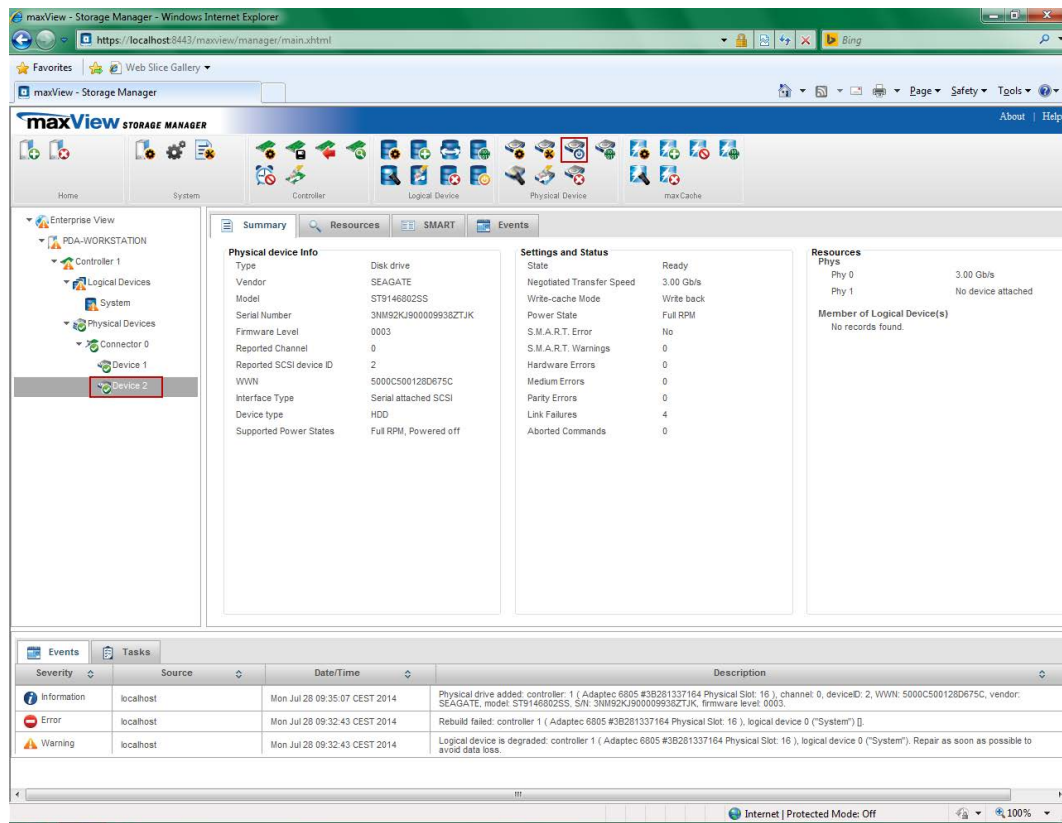 maxView - Storage Manager - Windows Internet Explorer
https://localhost:8443/maxview/manager/main.xhtml
Bing
Favorites
Web Slice Gallery
maxView - Storage Manager
Page
Safety
Tools
maxView STORAGE MANAGER
About | Help
Home
System
Controller
Logical Device
Physical Device
maxCache
Enterprise View
PDA-WORKSTATION
Controller 1
Logical Devices
System
Physical Devices
Connector 0
Device 1
Device 2
Summary
Resources
SMART
Events
Physical device Info
Type Disk drive
Vendor SEAGATE
Model ST9146802SS
Serial Number 3NM92KJ900009938ZTJK
Firmware Level 0003
Reported Channel 0
Reported SCSI device ID 2
WWN 5000C500128D675C
Interface Type Serial attached SCSI
Device type HDD
Supported Power States Full RPM, Powered off
Settings and Status
State Ready
Negotiated Transfer Speed 3.00 Gb/s
Write-cache Mode Write back
Power State Full RPM
S.M.A.R.T. Error No
S.M.A.R.T. Warnings 0
Hardware Errors 0
Medium Errors 0
Parity Errors 0
Link Failures 4
Aborted Commands 0
Resources
Phys
Phy 0 3.00 Gb/s
Phy 1 No device attached
Member of Logical Device(s)
No records found.
Events
Tasks
Severity Source Date/Time Description
Information localhost Mon Jul 28 09:35:07 CEST 2014 Physical drive added: controller: 1 ( Adaptec 6805 #3B281337164 Physical Slot: 16 ), channel: 0, deviceID: 2, WWN: 5000C500128D675C, vendor:
SEAGATE, model: ST9146802SS, S/N: 3NM92KJ900009938ZTJK, firmware level: 0003.
Error localhost Mon Jul 28 09:32:43 CEST 2014 Rebuild failed: controller 1 ( Adaptec 6805 #3B281337164 Physical Slot: 16 ), logical device 0 ("System") [].
Warning localhost Mon Jul 28 09:32:43 CEST 2014 Logical device is degraded: controller 1 ( Adaptec 6805 #3B281337164 Physical Slot: 16 ), logical device 0 ("System"). Repair as soon as possible to
avoid data loss.
Internet | Protected Mode: Off
100%